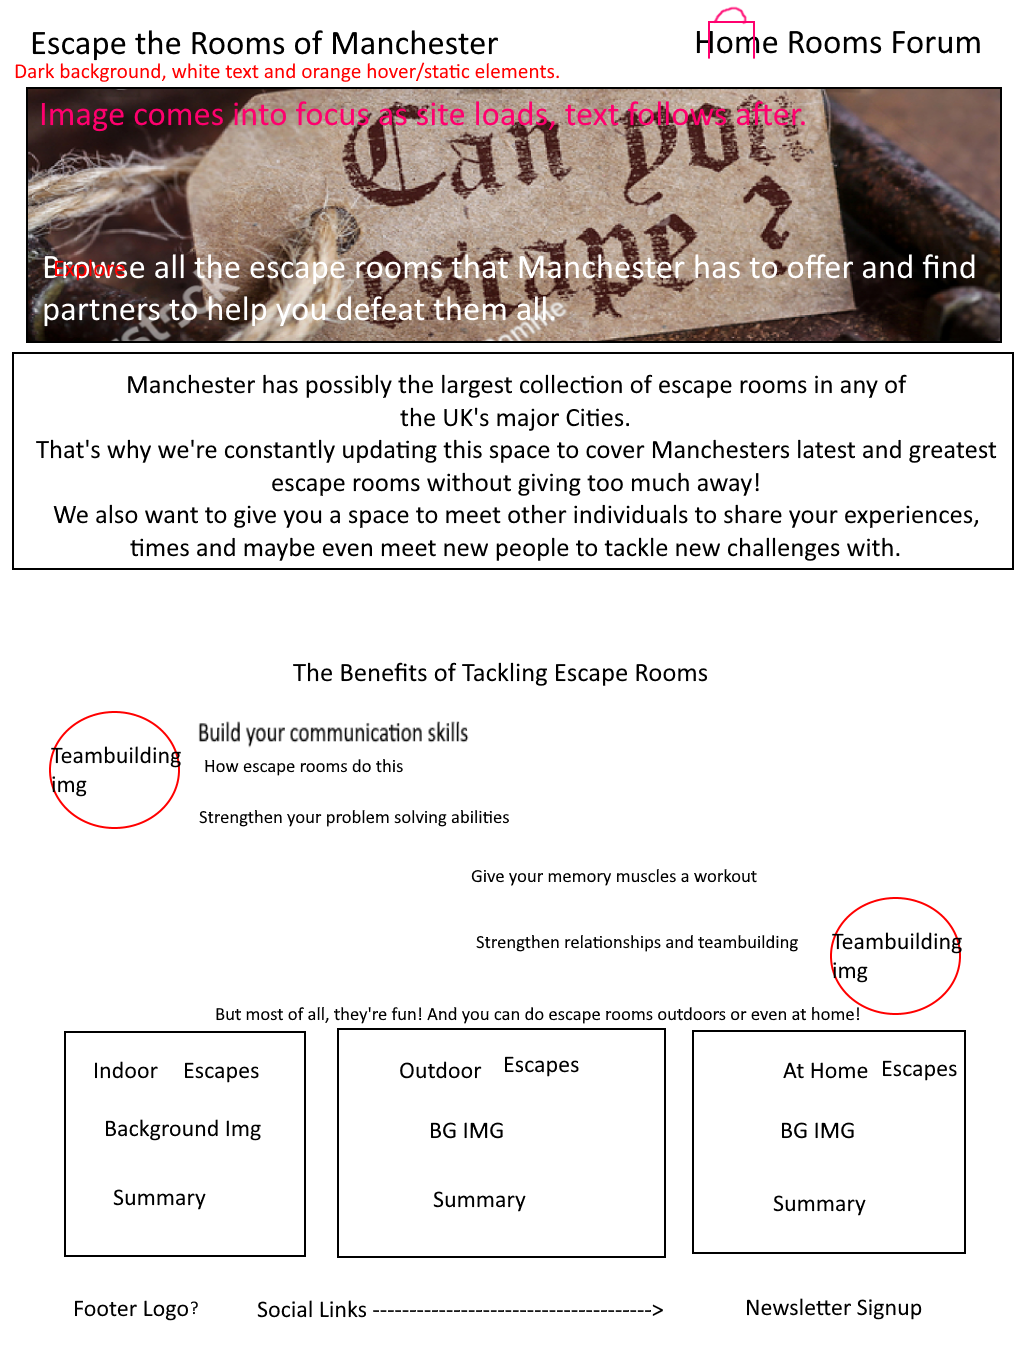 Escape the Rooms of Manchester
Home Rooms Forum
Dark background, white text and orange hover/static elements.
Image comes into focus as site loads, text follows after.
Can you
escape ?
Explore
Browse all the escape rooms that Manchester has to offer and find
partners to help you defeat them all.
Manchester has possibly the largest collection of escape rooms in any of
the UK's major Cities.
That's why we're constantly updating this space to cover Manchesters latest and greatest
escape rooms without giving too much away!
We also want to give you a space to meet other individuals to share your experiences,
times and maybe even meet new people to tackle new challenges with.
The Benefits of Tackling Escape Rooms
Teambuilding
img
Build your communication skills
How escape rooms do this
Strengthen your problem solving abilities
Give your memory muscles a workout
Strengthen relationships and teambuilding
Teambuilding
img
But most of all, they're fun! And you can do escape rooms outdoors or even at home!
Indoor Escapes
Background Img
Summary
Outdoor Escapes
BG IMG
Summary
At Home Escapes
BG IMG
Summary
Footer Logo?
Social Links -------------------------------------->
Newsletter Signup